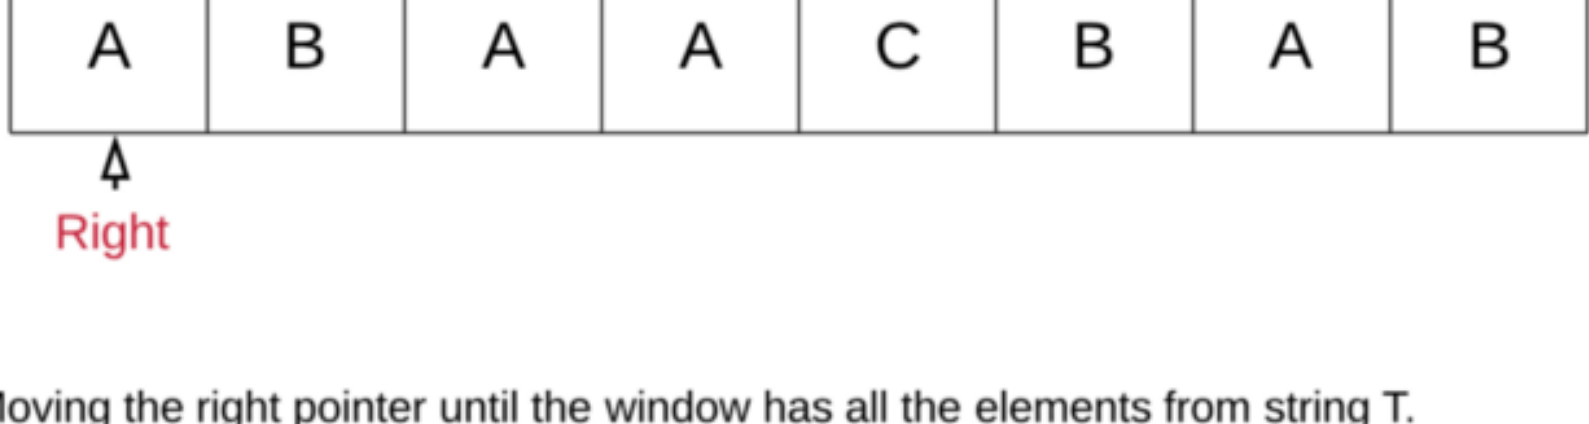 A B A A C B A B
Right
oving the right pointer until the window has all the elements from string T.